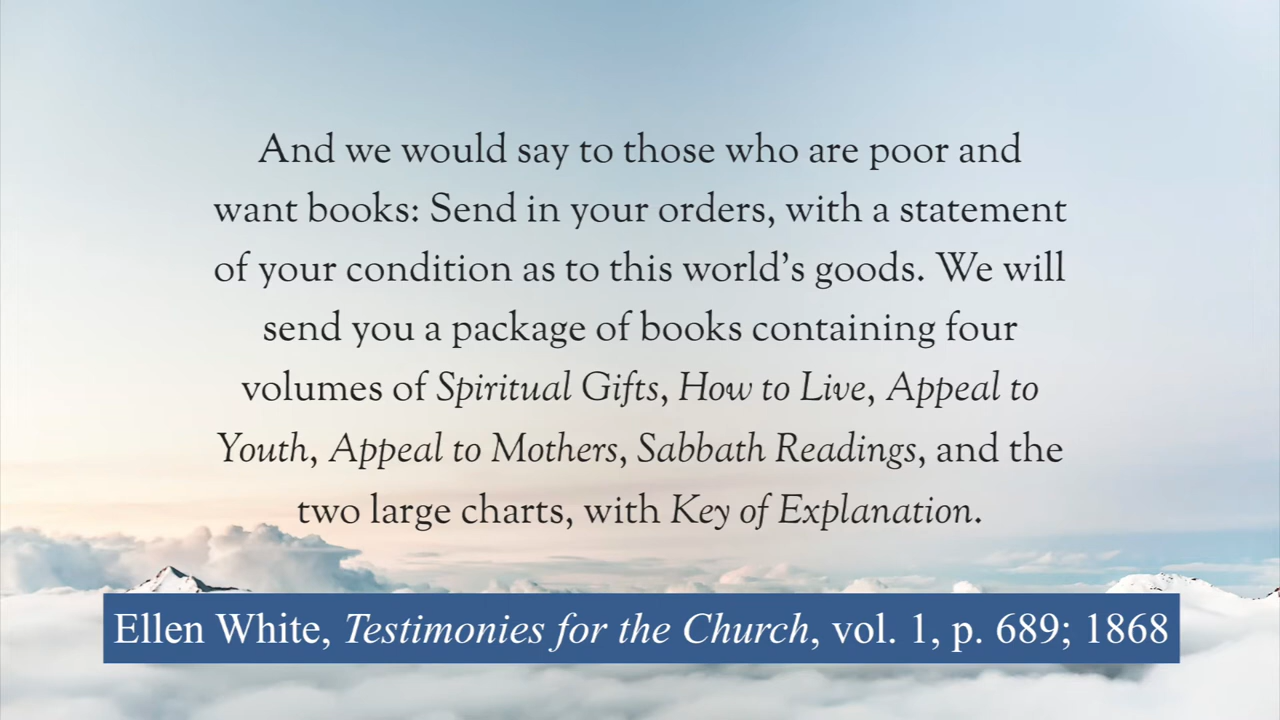 And we would say to those who are poor and
want books: Send in your orders, with a statement
of your condition as to this world’s goods. We will
send you a package of books containing four
volumes of Spiritual Gifts, How to Live, Appeal to
Youth, Appeal to Mothers, Sabbath Readings, and the
two large charts, with Key of Explanation.
Ellen White, Testimonies for the Church, vol. 1, p. 689; 1868